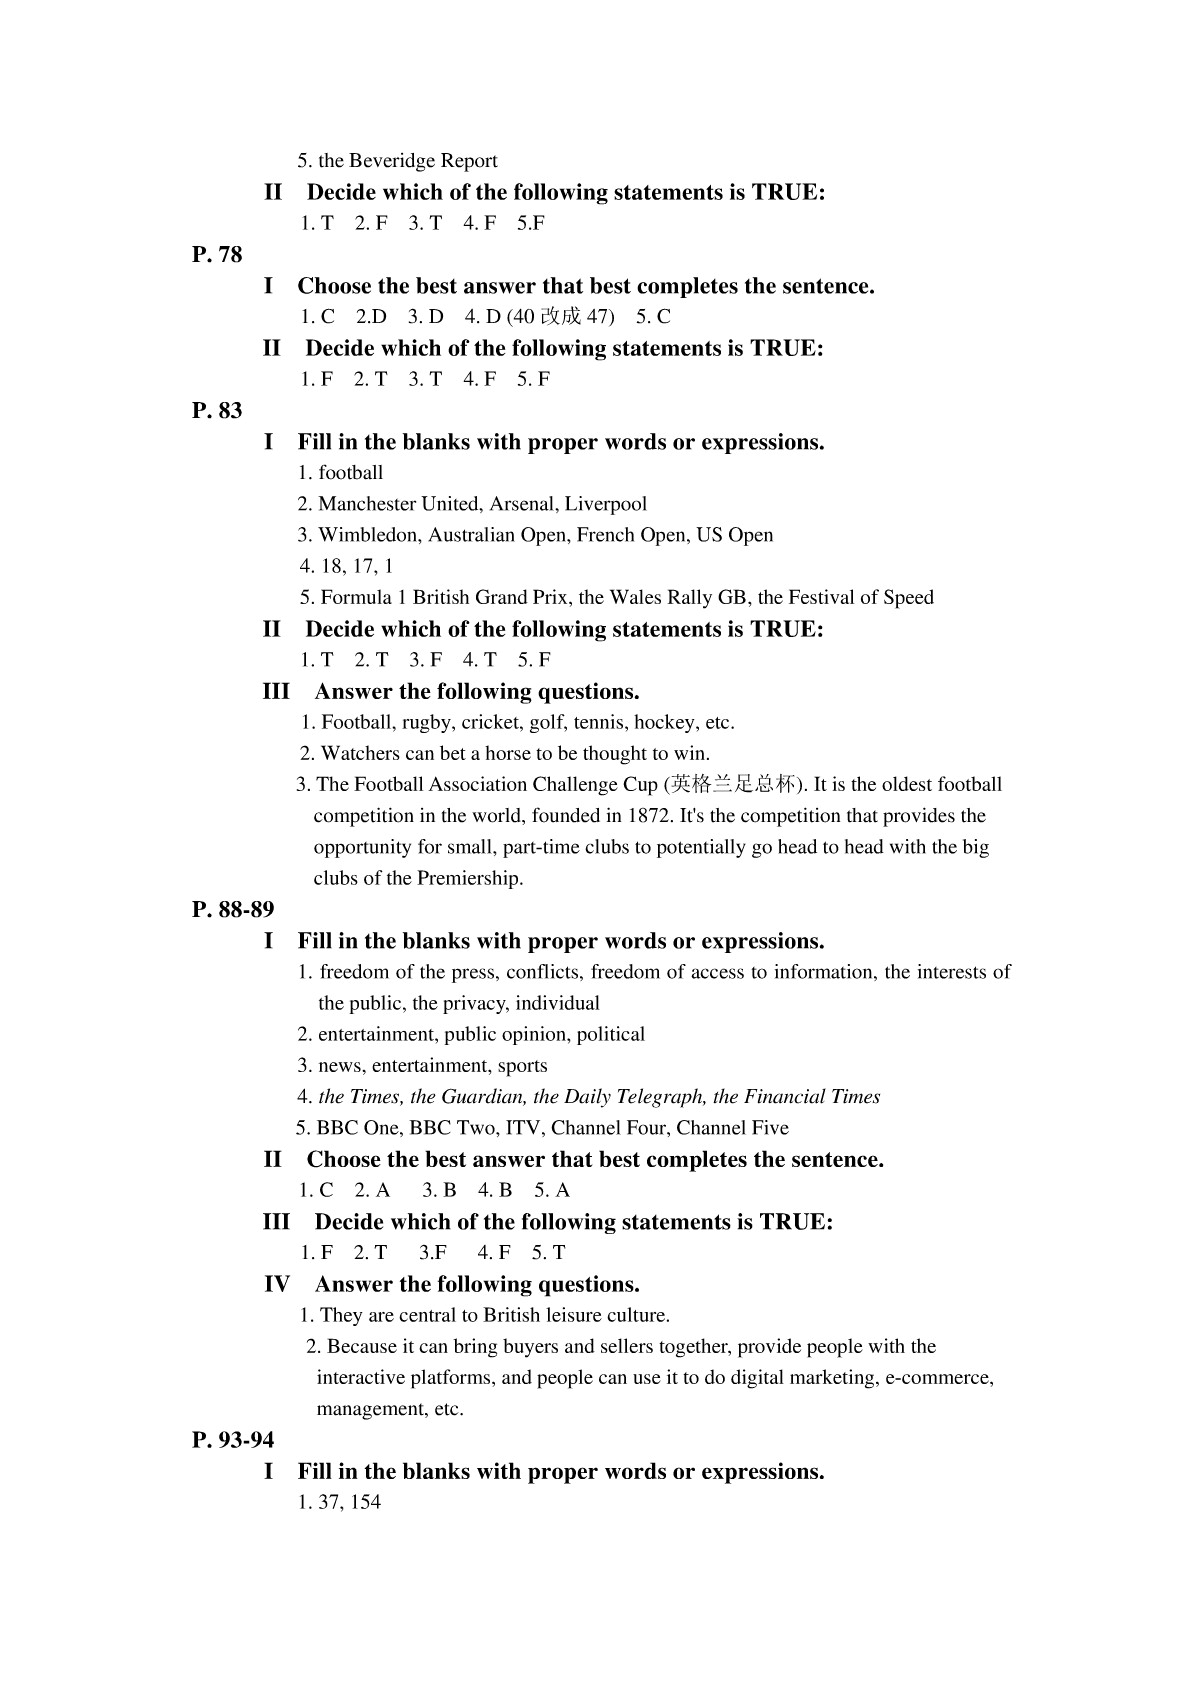 5. the Beveridge Report
II Decide which of the following statements is TRUE:
1. T 2. F 3. T 4. F 5.F
P. 78
I Choose the best answer that best completes the sentence.
1. C 2.D 3. D 4. D (40 改成 47) 5. C
II Decide which of the following statements is TRUE:
1. F 2. T 3. T 4. F 5. F
P. 83
I Fill in the blanks with proper words or expressions.
1. football
2. Manchester United, Arsenal, Liverpool
3. Wimbledon, Australian Open, French Open, US Open
4. 18, 17, 1
5. Formula 1 British Grand Prix, the Wales Rally GB, the Festival of Speed
II Decide which of the following statements is TRUE:
1. T 2. T 3. F 4. T 5. F
III Answer the following questions.
1. Football, rugby, cricket, golf, tennis, hockey, etc.
2. Watchers can bet a horse to be thought to win.
3. The Football Association Challenge Cup (英格兰足总杯). It is the oldest football
competition in the world, founded in 1872. It's the competition that provides the
opportunity for small, part-time clubs to potentially go head to head with the big
clubs of the Premiership.
P. 88-89
I Fill in the blanks with proper words or expressions.
1. freedom of the press, conflicts, freedom of access to information, the interests of
the public, the privacy, individual
2. entertainment, public opinion, political
3. news, entertainment, sports
4. the Times, the Guardian, the Daily Telegraph, the Financial Times
5. BBC One, BBC Two, ITV, Channel Four, Channel Five
II Choose the best answer that best completes the sentence.
1. C 2. A 3. B 4. B 5. A
III Decide which of the following statements is TRUE:
1. F 2. T 3.F 4. F 5. T
IV Answer the following questions.
1. They are central to British leisure culture.
2. Because it can bring buyers and sellers together, provide people with the
interactive platforms, and people can use it to do digital marketing, e-commerce,
management, etc.
P. 93-94
I Fill in the blanks with proper words or expressions.
1. 37, 154